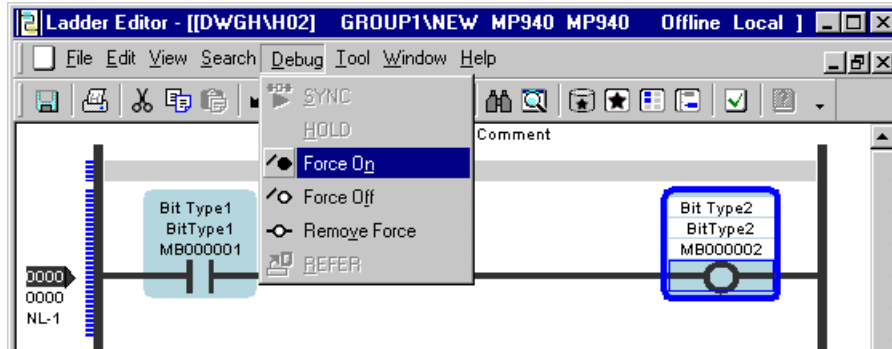 Ladder Editor - [[DWGH\H02] GROUP1\NEW MP940 MP940 Offline Local ]
File Edit View Search Debug Tool Window Help
SYNC
HOLD
Comment
Force On
Force Off
Remove Force
REFER
Bit Type1
BitType1
MB000001
Bit Type2
BitType2
MB000002
0000
0000
NL-1